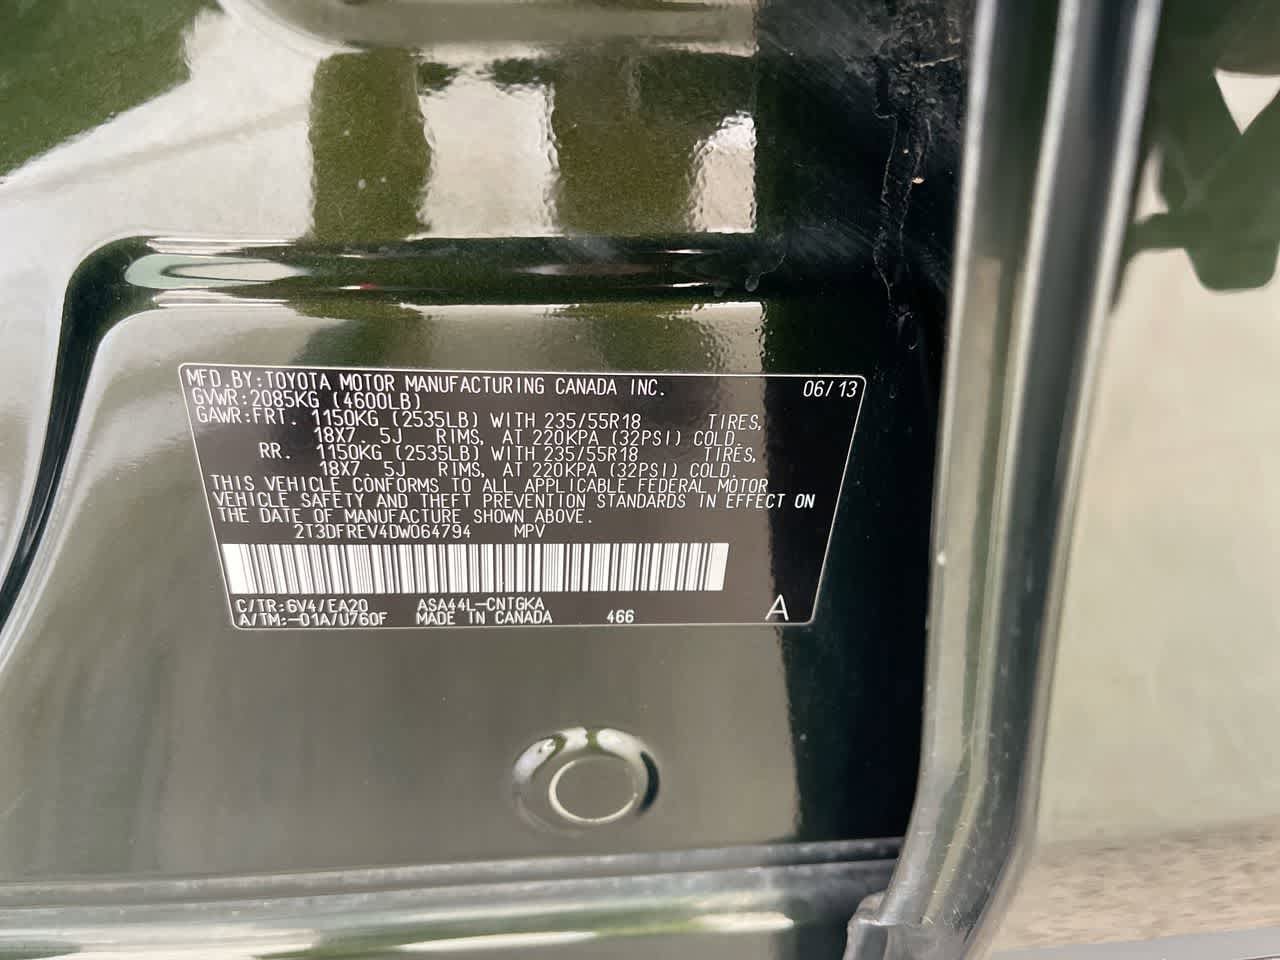 MFD.BY:TOYOTA MOTOR MANUFACTURING CANADA INC. 06/13
GVWR:2085KG (4600LB)
GAWR:FRT. 1150KG (2535LB) WITH 235/55R18 TIRES,
18X7. 5J RIMS, AT 220KPA (32PSI) COLD.
RR. 1150KG (2535LB) WITH 235/55R18 TIRES,
18X7. 5J RIMS, AT 220KPA (32PSI) COLD.
THIS VEHICLE CONFORMS TO ALL APPLICABLE FEDERAL MOTOR
VEHICLE SAFETY AND THEFT PREVENTION STANDARDS IN EFFECT ON
THE DATE OF MANUFACTURE SHOWN ABOVE.
2T3DFREV4DW064794 MPV
C/TR:6V4/EA20 ASA44L-CNTGKA
A/TM:-01A/U760F MADE IN CANADA 466 A